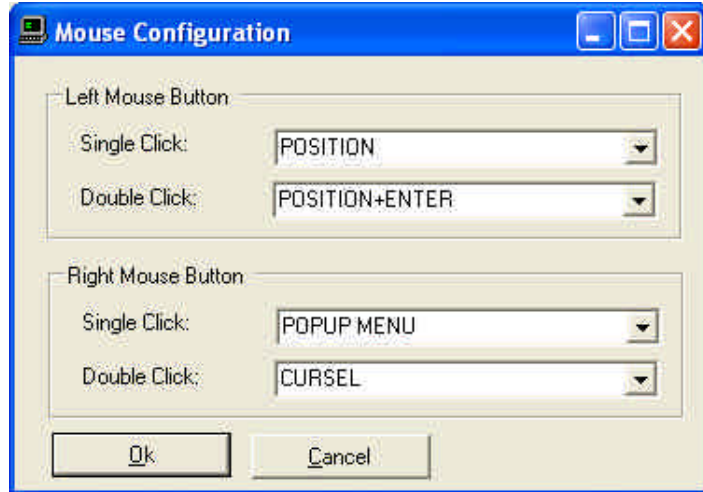 Mouse Configuration
Left Mouse Button
Single Click: POSITION
Double Click: POSITION+ENTER
Right Mouse Button
Single Click: POPUP MENU
Double Click: CURSEL
Ok Cancel